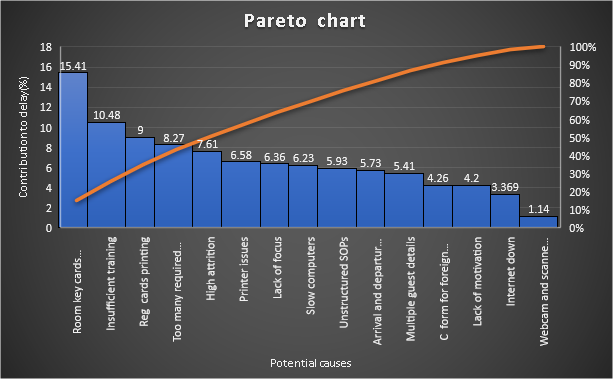 Pareto chart
Contribution to delay(%)
18
16
14
12
10
8
6
4
2
0
100%
90%
80%
70%
60%
50%
40%
30%
20%
10%
0%
15.41
10.48
9
8.27
7.61
6.58
6.36
6.23
5.93
5.73
5.41
4.26
4.2
3.369
1.14
Room key cards...
Insufficient training
Reg cards printing
Too many required...
High attrition
Printer issues
Lack of focus
Slow computers
Unstructured SOPs
Arrival and departur...
Multiple guest details
C form for foreign...
Lack of motivation
Internet down
Webcam and scanne...
Potential causes